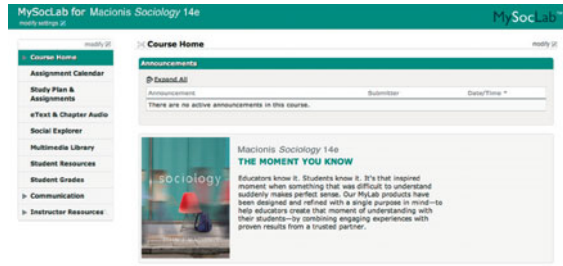 MySocLab for Macionis Sociology 14e
modify settings
MySocLab
modify
Course Home
Assignment Calendar
Study Plan &
Assignments
eText & Chapter Audio
Social Explorer
Multimedia Library
Student Resources
Student Grades
Communication
Instructor Resources
Course Home
modify
Announcements
Expand All
Announcement Submitter Date/Time
There are no active announcements in this course.
sociology
Macionis Sociology 14e
THE MOMENT YOU KNOW
Educators know it. Students know it. It's that inspired
moment when something that was difficult to understand
suddenly makes perfect sense. Our MyLab products have
been designed and refined with a single purpose in mind—to
help educators create that moment of understanding with
their students—by combining engaging experiences with
proven results from a trusted partner.